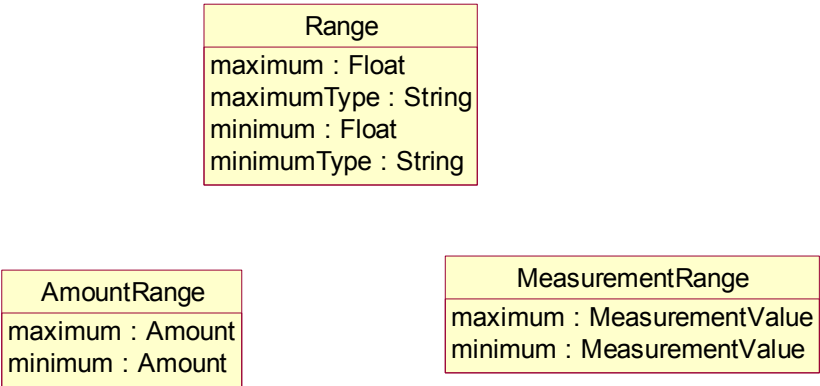 Range
maximum : Float
maximumType : String
minimum : Float
minimumType : String
AmountRange
maximum : Amount
minimum : Amount
MeasurementRange
maximum : MeasurementValue
minimum : MeasurementValue